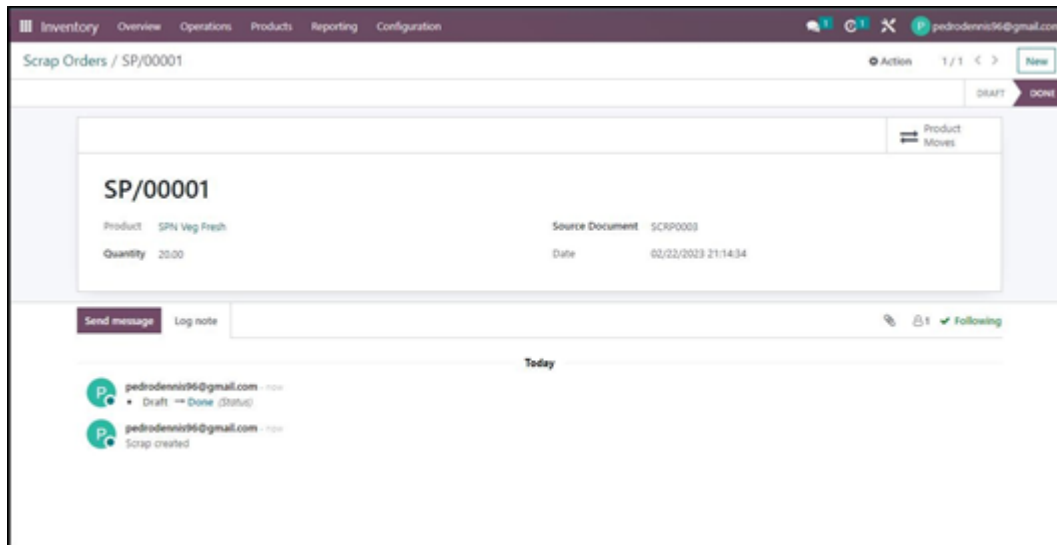 Inventory Overview Operations Products Reporting Configuration 1 1 P pedrodennis96@gmail.com
Scrap Orders / SP/00001 Action 1/1 < > New
DRAFT DONE
Product
Moves
SP/00001
Product SPN Veg Fresh Source Document SCRP0003
Quantity 20.00 Date 02/22/2023 21:14:34
Send message Log note 1 Following
Today
P pedrodennis96@gmail.com - now
• Draft → Done (Status)
P pedrodennis96@gmail.com - now
Scrap created